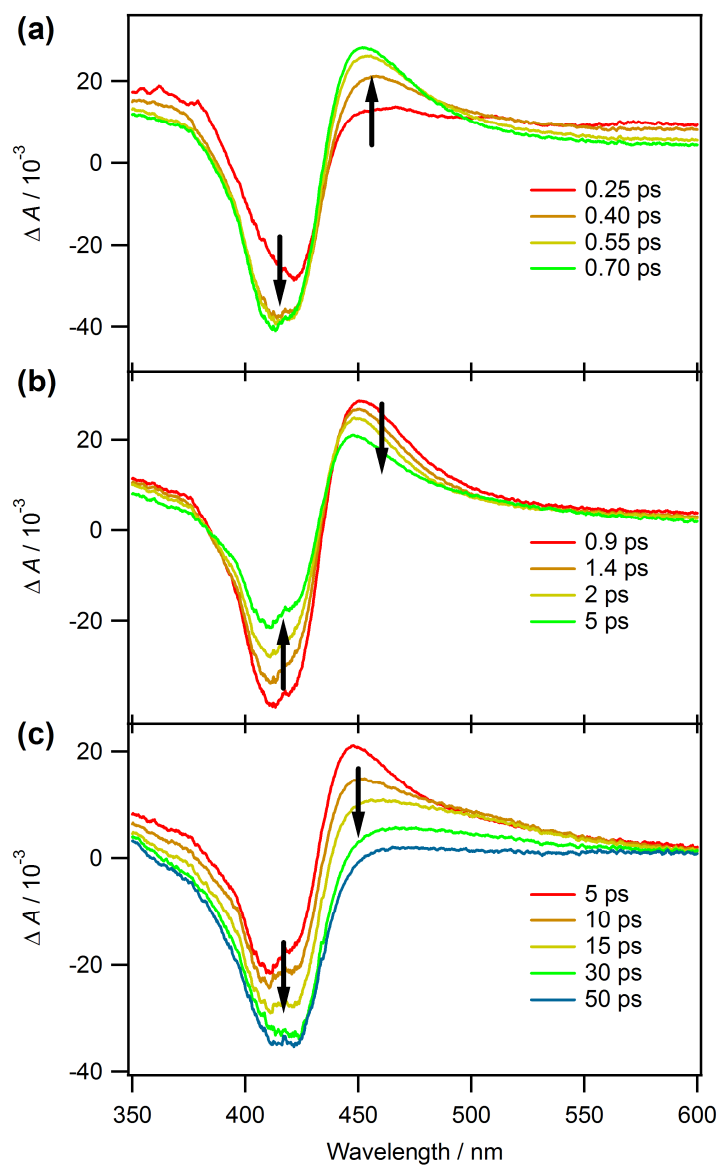 (a)
20
0
-20
-40
Δ A / 10⁻³
0.25 ps
0.40 ps
0.55 ps
0.70 ps
(b)
20
0
-20
Δ A / 10⁻³
0.9 ps
1.4 ps
2 ps
5 ps
(c)
20
0
-20
-40
Δ A / 10⁻³
5 ps
10 ps
15 ps
30 ps
50 ps
350 400 450 500 550 600
Wavelength / nm